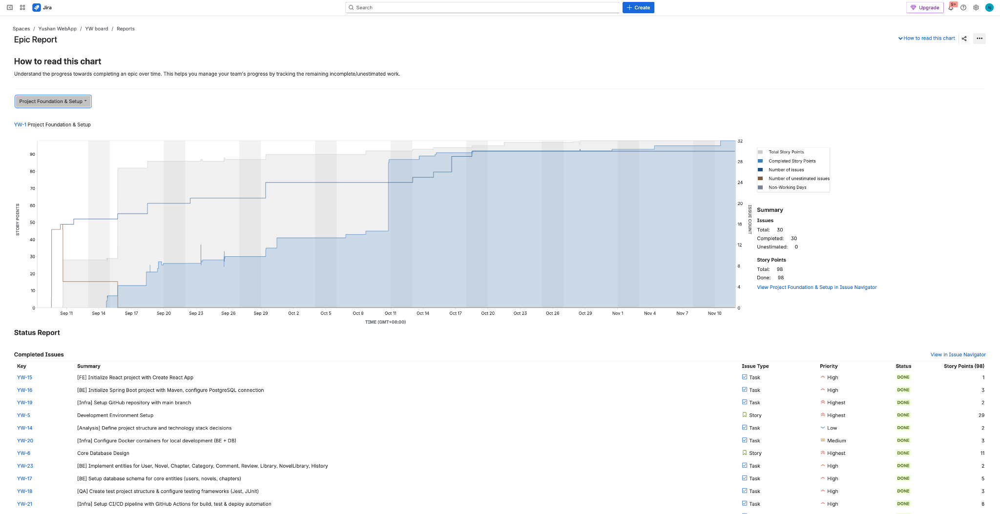 Jira
Search
Create
Upgrade
9+
AJ
Spaces / Yushan WebApp / YW board / Reports
Epic Report
How to read this chart
How to read this chart
Understand the progress towards completing an epic over time. This helps you manage your team's progress by tracking the remaining incomplete/unestimated work.
Project Foundation & Setup
YW-1 Project Foundation & Setup
STORY POINTS
90
80
70
60
50
40
30
20
10
0
32
28
24
20
16
12
8
4
0
ISSUE COUNT
Sep 11 Sep 14 Sep 17 Sep 20 Sep 23 Sep 26 Sep 29 Oct 2 Oct 5 Oct 8 Oct 11 Oct 14 Oct 17 Oct 20 Oct 23 Oct 26 Oct 29 Nov 1 Nov 4 Nov 7 Nov 10
TIME (GMT+08:00)
Total Story Points
Completed Story Points
Number of issues
Number of unestimated issues
Non-Working Days
Summary
Issues
Total: 30
Completed: 30
Unestimated: 0
Story Points
Total: 98
Done: 98
View Project Foundation & Setup in Issue Navigator
Status Report
Completed Issues View in Issue Navigator
Key Summary Issue Type Priority Status Story Points (98)
YW-15 [FE] Initialize React project with Create React App Task High DONE 1
YW-16 [BE] Initialize Spring Boot project with Maven, configure PostgreSQL connection Task High DONE 3
YW-19 [Infra] Setup GitHub repository with main branch Task Highest DONE 2
YW-5 Development Environment Setup Story Highest DONE 29
YW-14 [Analysis] Define project structure and technology stack decisions Task Low DONE 2
YW-20 [Infra] Configure Docker containers for local development (BE + DB) Task Medium DONE 3
YW-6 Core Database Design Story Highest DONE 11
YW-23 [BE] Implement entities for User, Novel, Chapter, Category, Comment, Review, Library, NovelLibrary, History Task High DONE 2
YW-17 [BE] Setup database schema for core entities (users, novels, chapters) Task High DONE 5
YW-18 [QA] Create test project structure & configure testing frameworks (Jest, JUnit) Task High DONE 3
YW-21 [Infra] Setup CI/CD pipeline with GitHub Actions for build, test & deploy automation Task High DONE 8